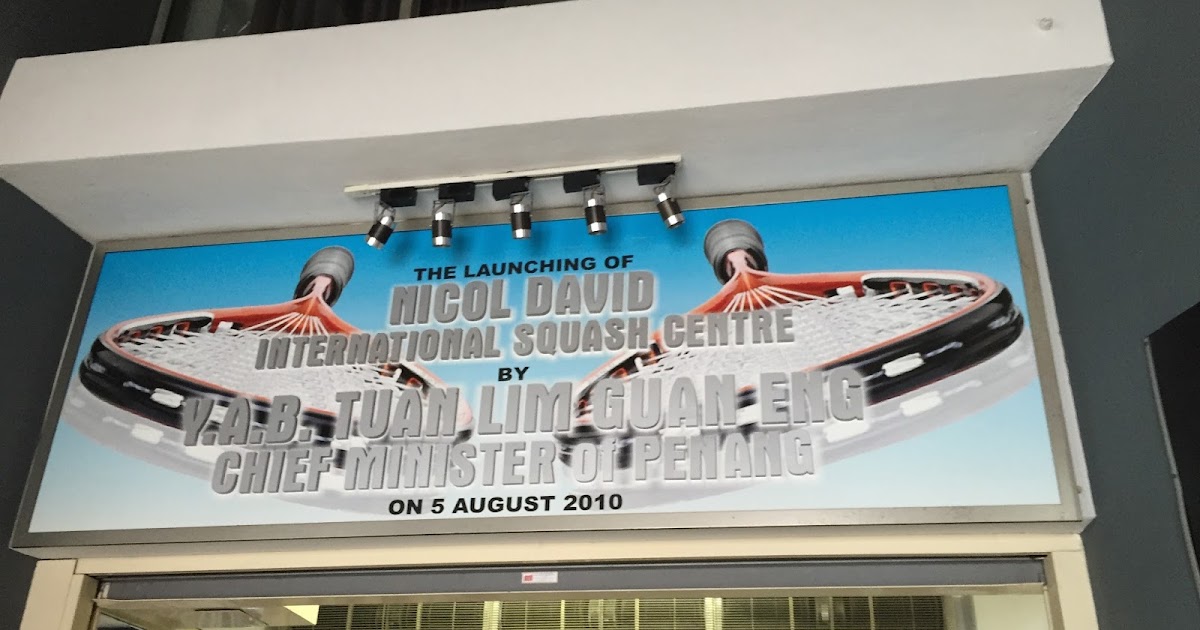 THE LAUNCHING OF
NICOL DAVID
INTERNATIONAL SQUASH CENTRE
BY
Y.A.B. TUAN LIM GUAN ENG
CHIEF MINISTER of PENANG
ON 5 AUGUST 2010